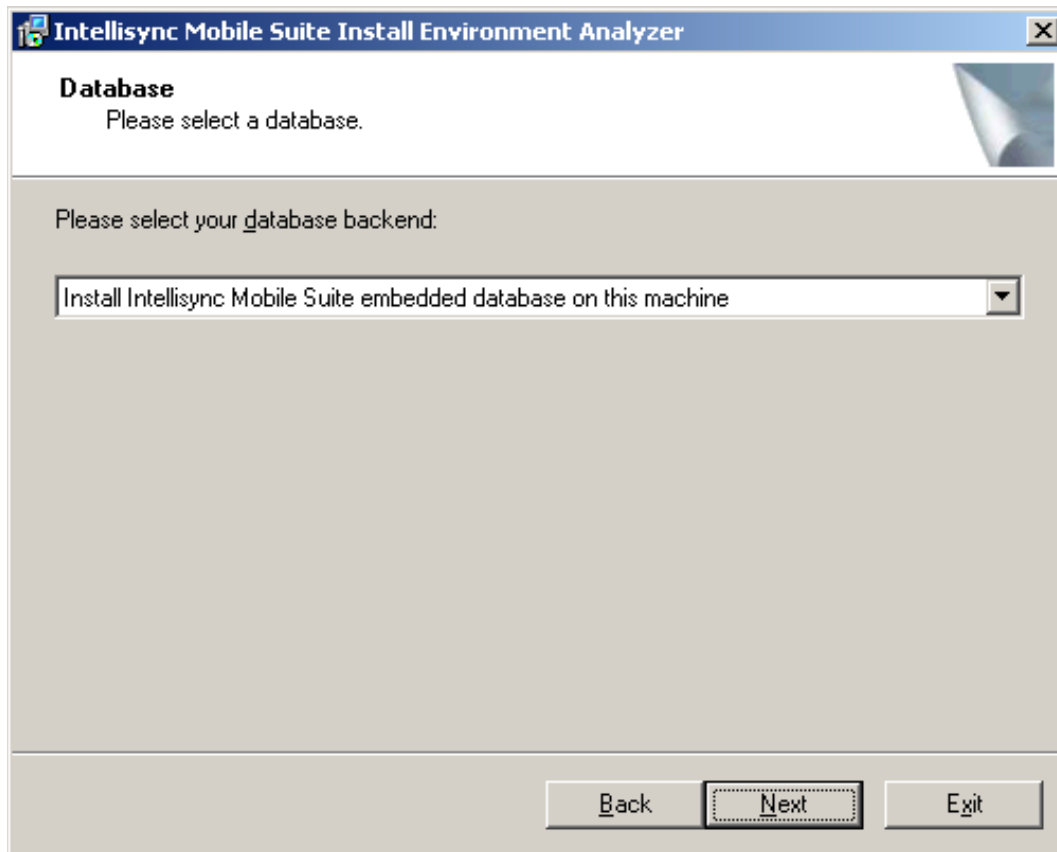 Intellisync Mobile Suite Install Environment Analyzer
Database
Please select a database.
Please select your database backend:
Install Intellisync Mobile Suite embedded database on this machine
Back
Next
Exit